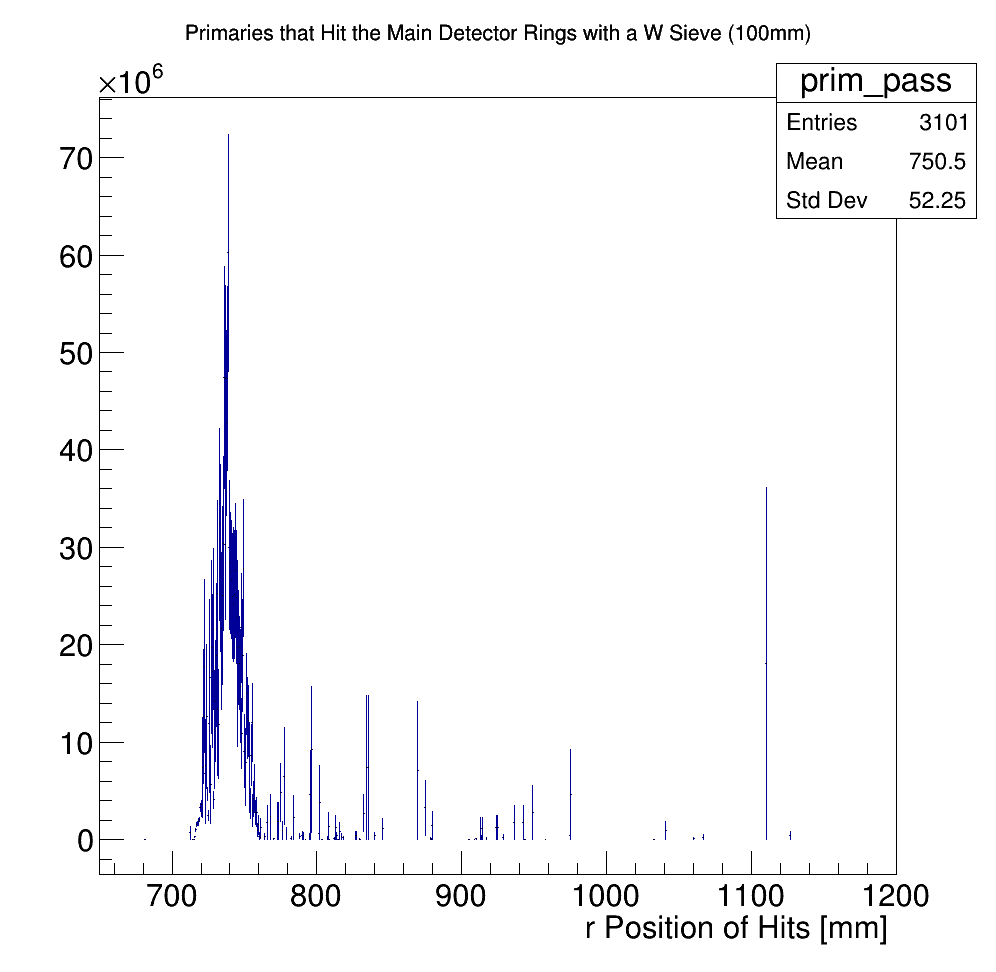 Primaries that Hit the Main Detector Rings with a W Sieve (100mm)
×10⁶
prim_pass
Entries 3101
Mean 750.5
Std Dev 52.25
70
60
50
40
30
20
10
0
700 800 900 1000 1100 1200
r Position of Hits [mm]